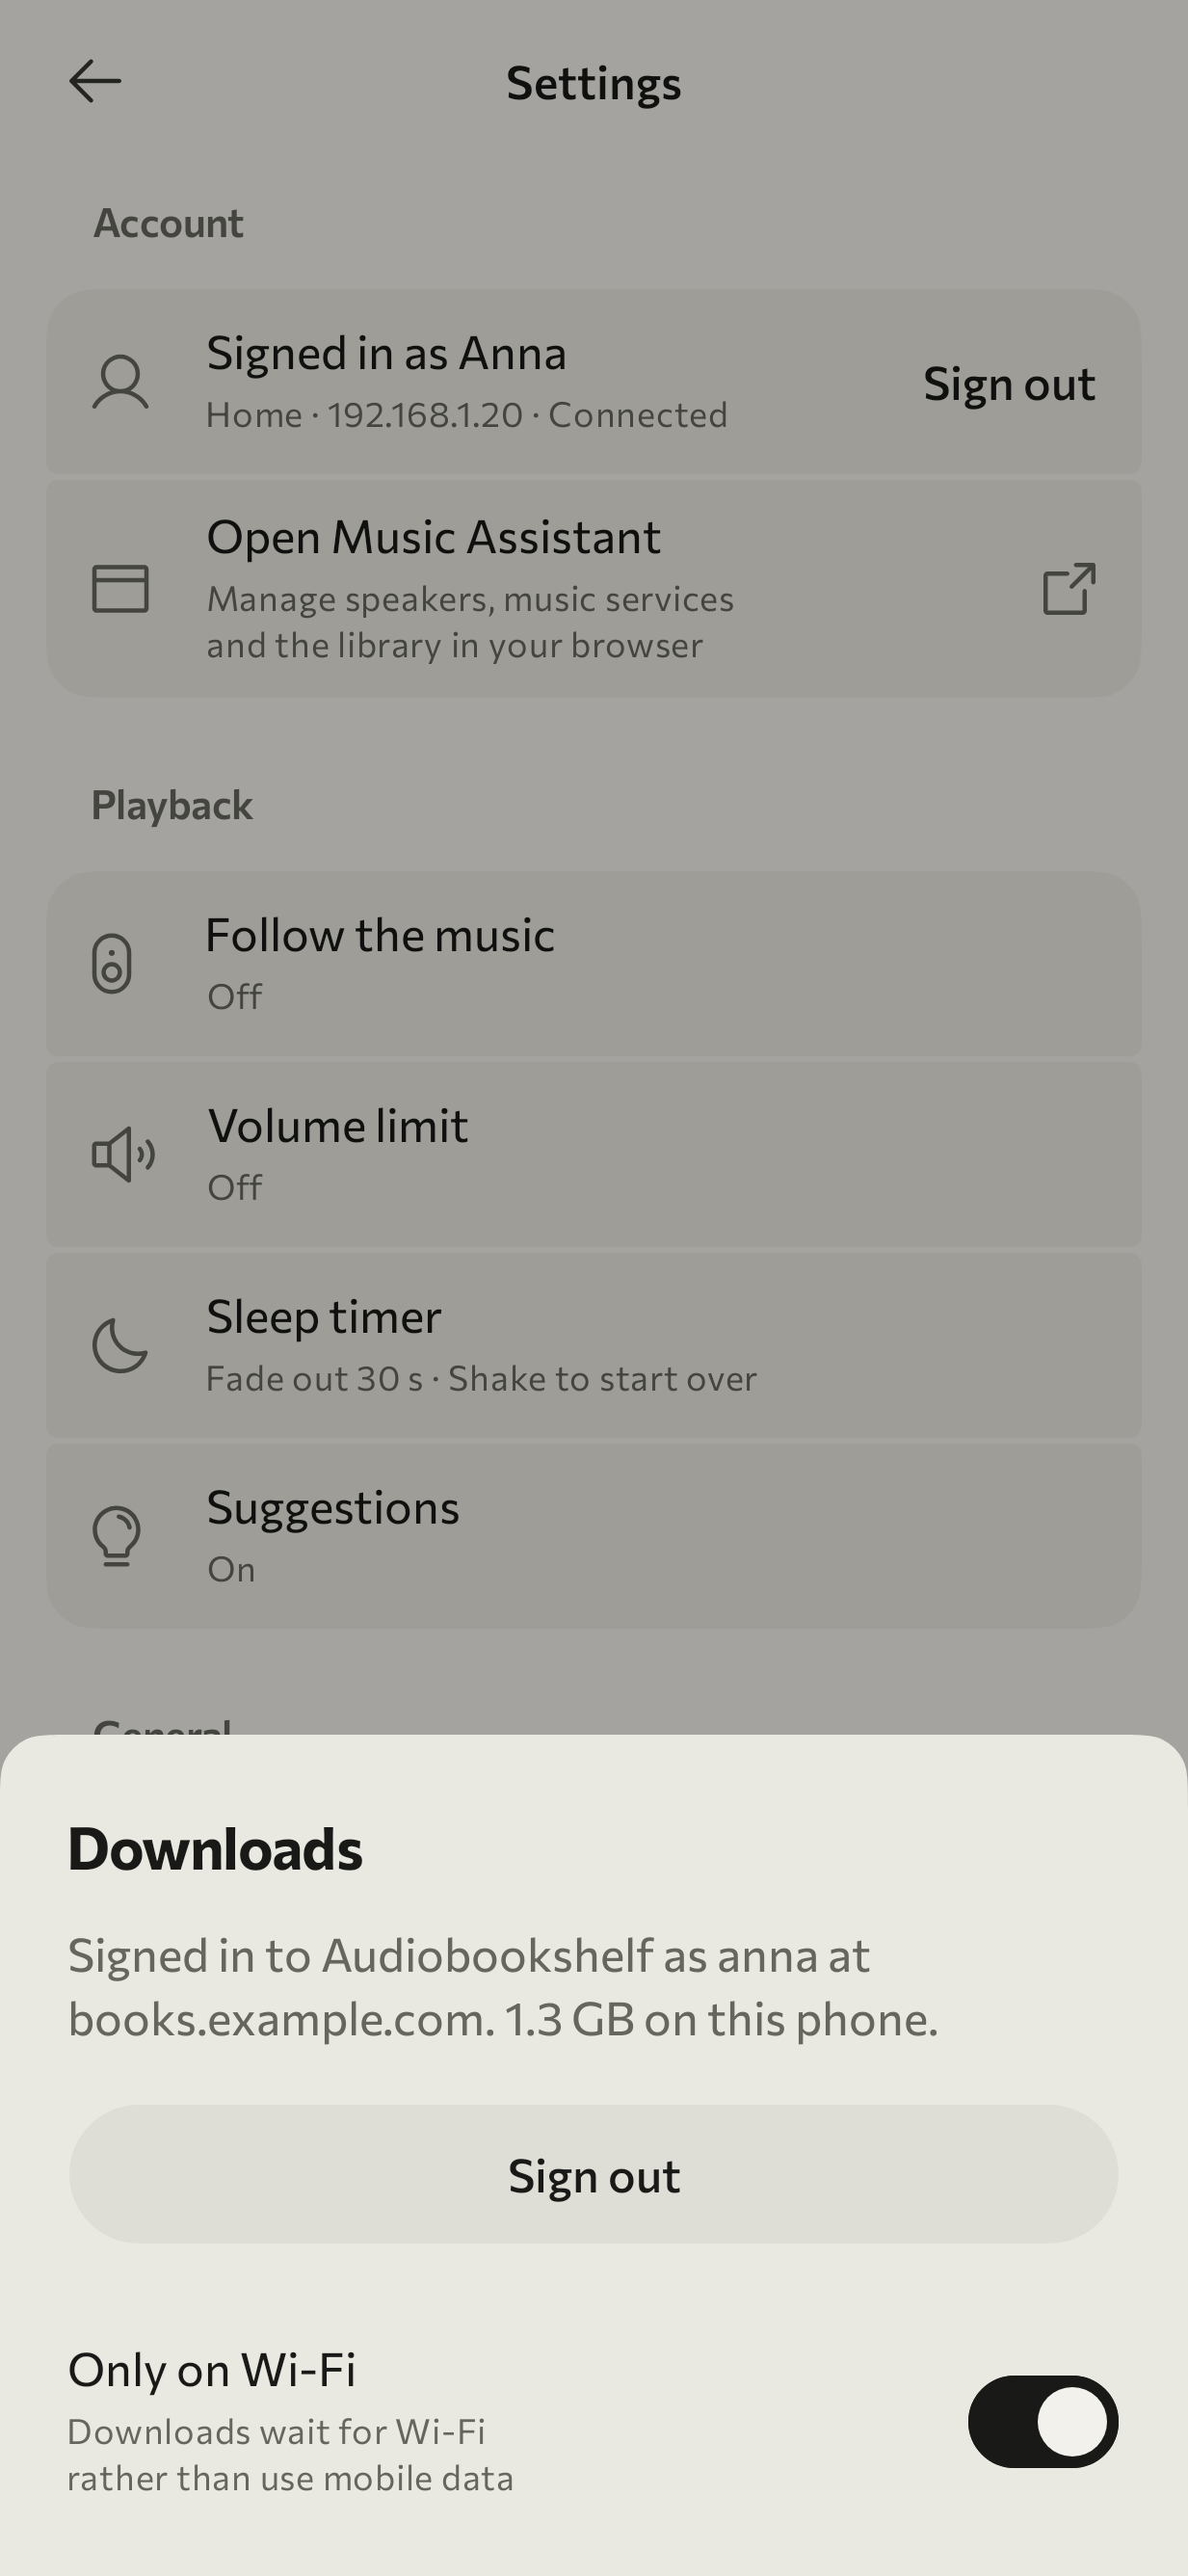 Settings
Account
Signed in as Anna
Home · 192.168.1.20 · Connected
Sign out
Open Music Assistant
Manage speakers, music services
and the library in your browser
Playback
Follow the music
Off
Volume limit
Off
Sleep timer
Fade out 30 s · Shake to start over
Suggestions
On
General
Downloads
Signed in to Audiobookshelf as anna at
books.example.com. 1.3 GB on this phone.
Sign out
Only on Wi-Fi
Downloads wait for Wi-Fi
rather than use mobile data